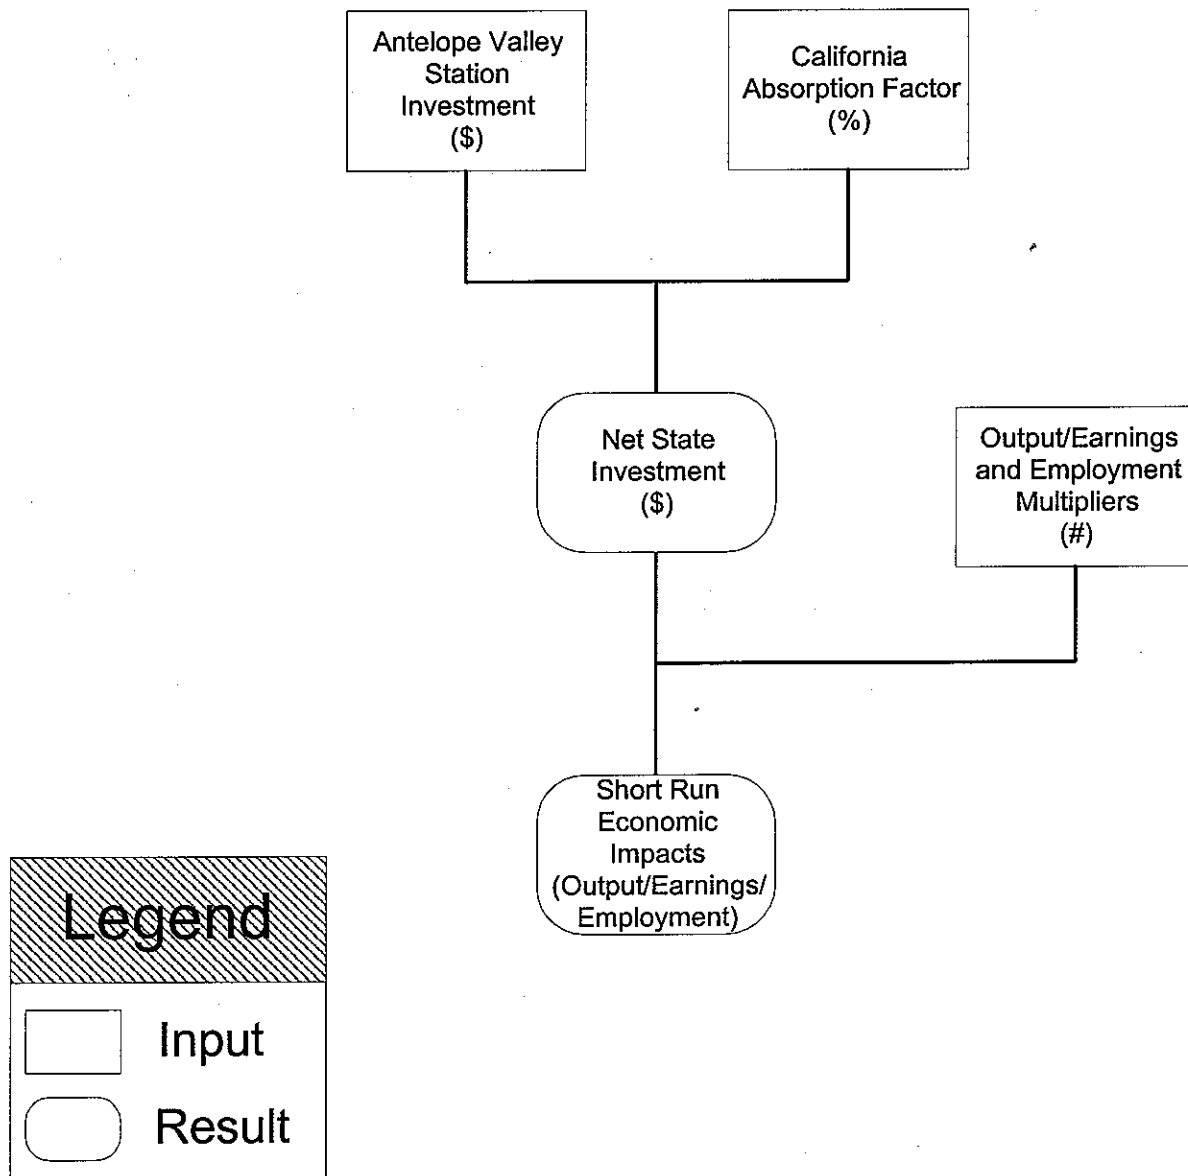 Antelope Valley
Station
Investment
($)
California
Absorption Factor
(%)
Net State
Investment
($)
Output/Earnings
and Employment
Multipliers
(#)
Short Run
Economic
Impacts
(Output/Earnings/
Employment)
Legend
Input
Result